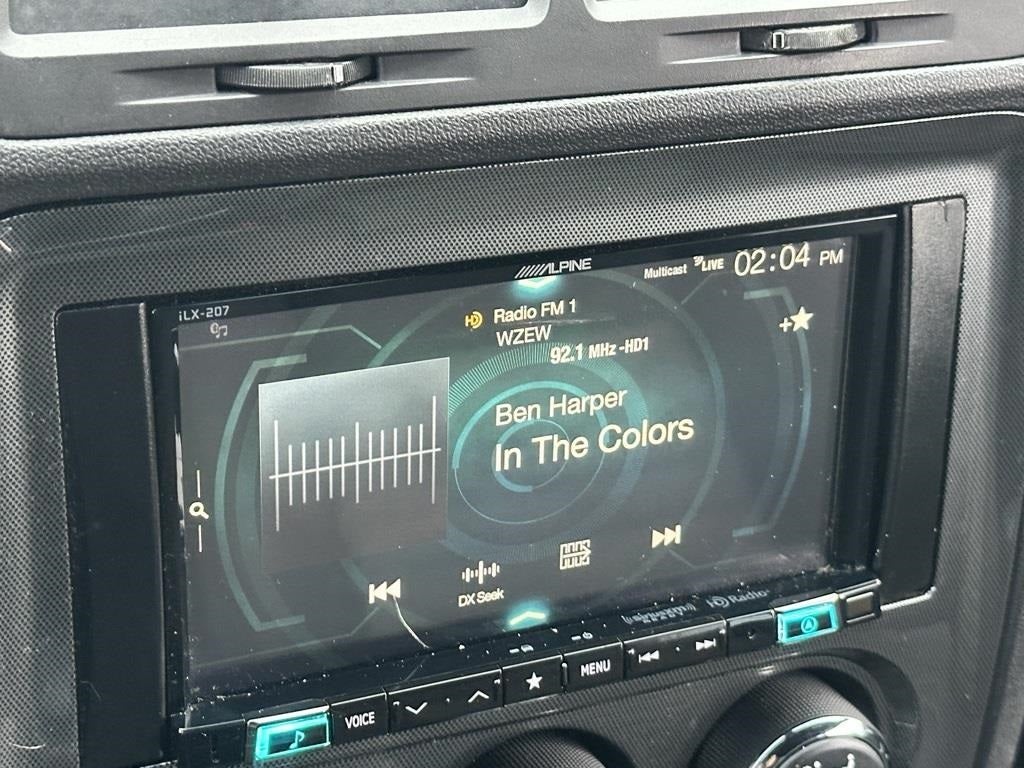 ALPINE
iLX-207
Multicast LIVE 02:04 PM
HD Radio FM 1
WZEW
92.1 MHz -HD1
Ben Harper
In The Colors
DX Seek
HD Radio
VOICE
MENU